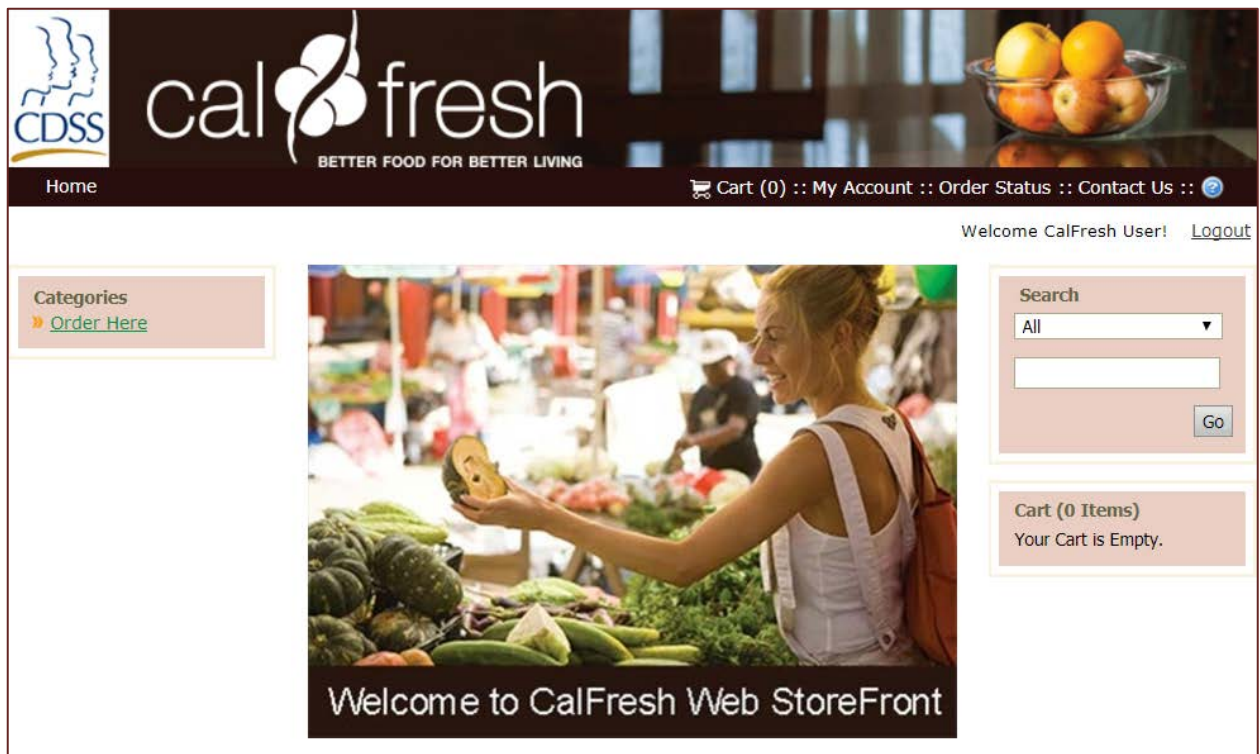 CDSS
cal fresh
BETTER FOOD FOR BETTER LIVING
Home
Cart (0) :: My Account :: Order Status :: Contact Us :: ?
Welcome CalFresh User! Logout
Categories
» Order Here
Welcome to CalFresh Web StoreFront
Search
All
Go
Cart (0 Items)
Your Cart is Empty.